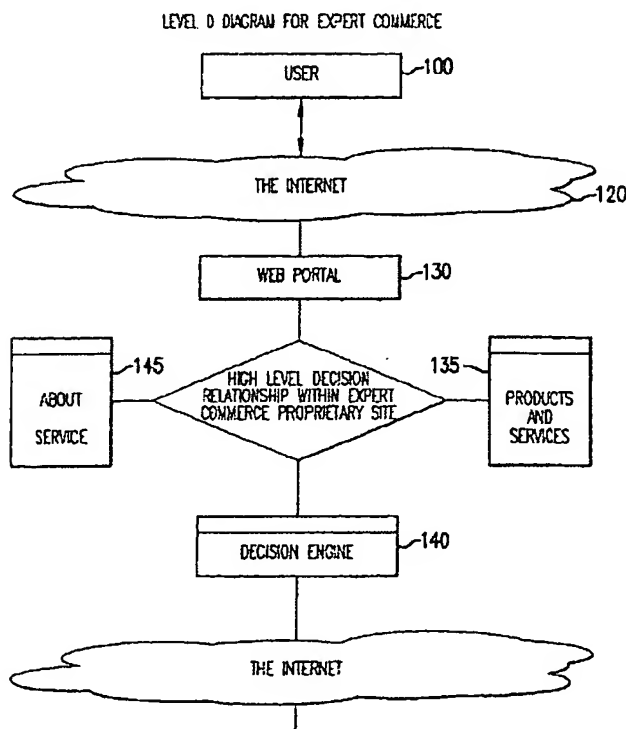 LEVEL 0 DIAGRAM FOR EXPERT COMMERCE
USER
100
THE INTERNET
120
WEB PORTAL
130
145
ABOUT
SERVICE
HIGH LEVEL DECISION
RELATIONSHIP WITHIN EXPERT
COMMERCE PROPRIETARY SITE
135
PRODUCTS
AND
SERVICES
DECISION ENGINE
140
THE INTERNET